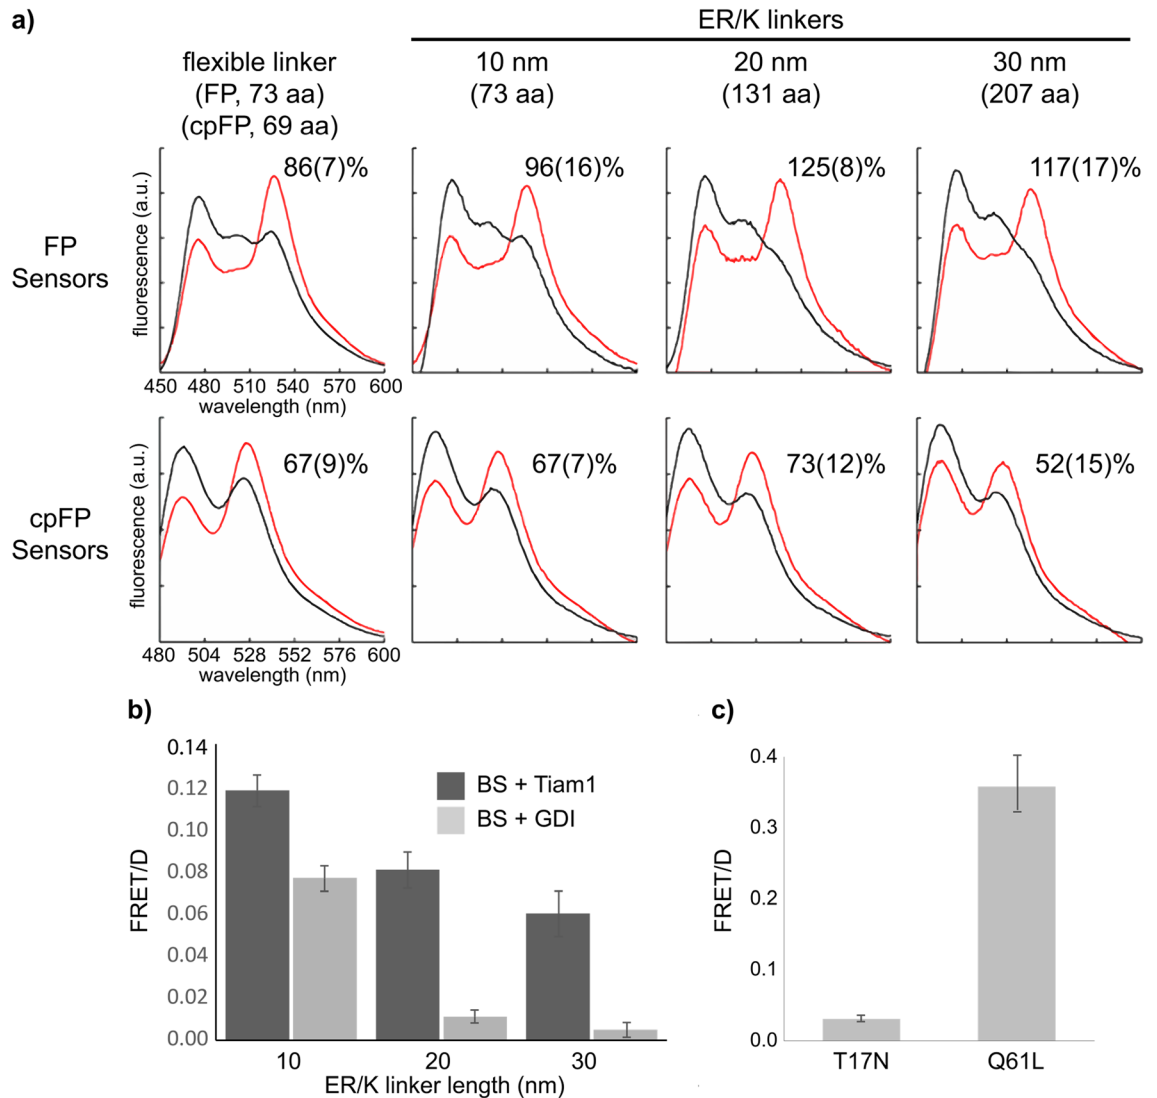 a)
ER/K linkers
flexible linker
(FP, 73 aa)
(cpFP, 69 aa)
10 nm
(73 aa)
20 nm
(131 aa)
30 nm
(207 aa)
FP
Sensors
fluorescence (a.u.)
86(7)%
96(16)%
125(8)%
117(17)%
450 480 510 540 570 600
wavelength (nm)
cpFP
Sensors
fluorescence (a.u.)
67(9)%
67(7)%
73(12)%
52(15)%
480 504 528 552 576 600
wavelength (nm)
b)
FRET/D
0.14
0.12
0.10
0.08
0.06
0.04
0.02
0.00
BS + Tiam1
BS + GDI
10 20 30
ER/K linker length (nm)
c)
FRET/D
0.4
0.3
0.2
0.1
0.0
T17N Q61L